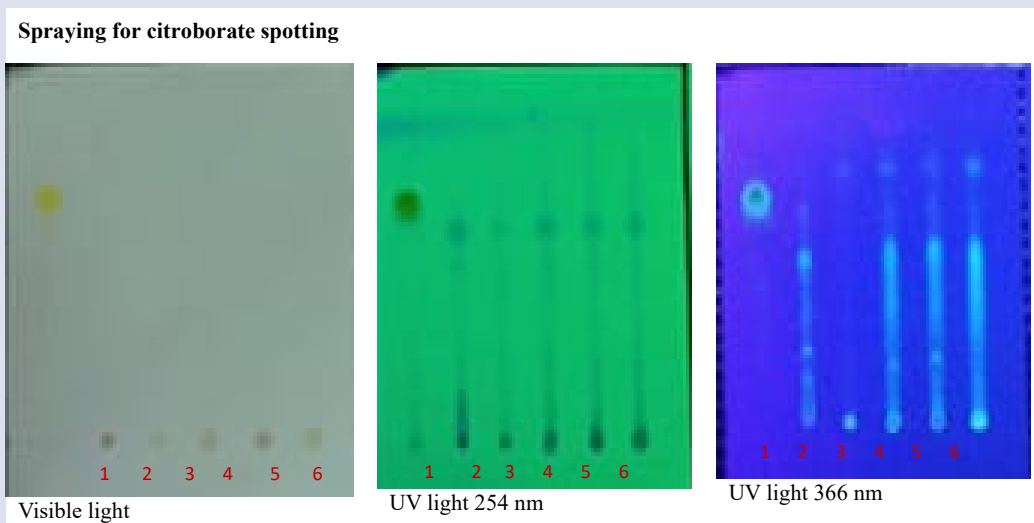 Spraying for citroborate spotting
1 2 3 4 5 6
1 2 3 4 5 6
1 2 3 4 5 6
Visible light
UV light 254 nm
UV light 366 nm